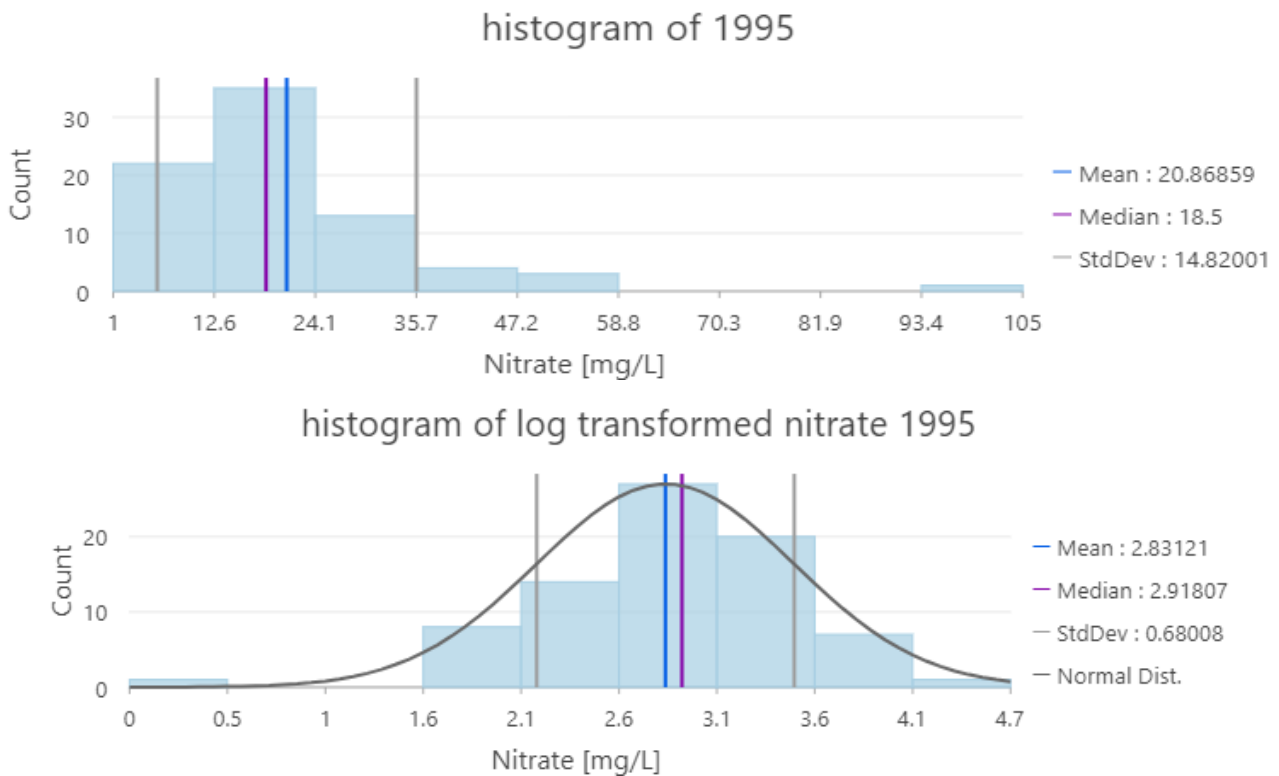 histogram of 1995
Count
30
20
10
0
1 12.6 24.1 35.7 47.2 58.8 70.3 81.9 93.4 105
Nitrate [mg/L]
Mean : 20.86859
Median : 18.5
StdDev : 14.82001
histogram of log transformed nitrate 1995
Count
20
10
0
0 0.5 1 1.6 2.1 2.6 3.1 3.6 4.1 4.7
Nitrate [mg/L]
Mean : 2.83121
Median : 2.91807
StdDev : 0.68008
Normal Dist.